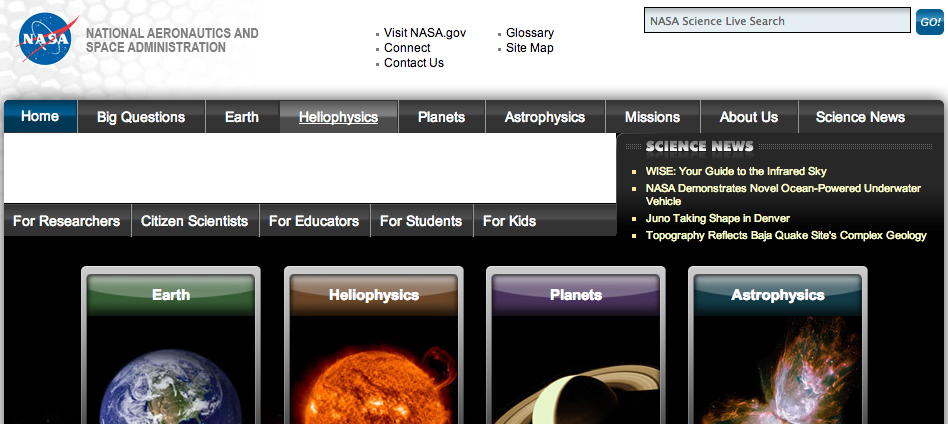 NASA
NATIONAL AERONAUTICS AND
SPACE ADMINISTRATION
Visit NASA.gov
Connect
Contact Us
Glossary
Site Map
NASA Science Live Search
GO!
Home
Big Questions
Earth
Heliophysics
Planets
Astrophysics
Missions
About Us
Science News
SCIENCE NEWS
WISE: Your Guide to the Infrared Sky
NASA Demonstrates Novel Ocean-Powered Underwater
Vehicle
Juno Taking Shape in Denver
Topography Reflects Baja Quake Site's Complex Geology
For Researchers
Citizen Scientists
For Educators
For Students
For Kids
Earth
Heliophysics
Planets
Astrophysics